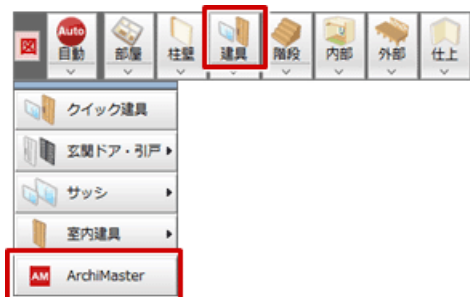 Auto
自動 部屋 柱壁 建具 階段 内部 外部 仕上
クイック建具
玄関ドア・引戸
サッシ
室内建具
AM ArchiMaster